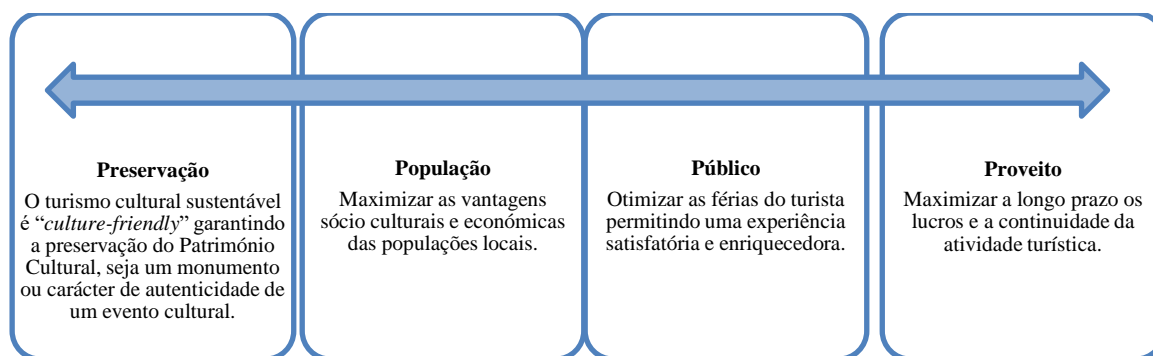 Preservação
O turismo cultural sustentável
é “culture-friendly” garantindo
a preservação do Património
Cultural, seja um monumento
ou carácter de autenticidade de
um evento cultural.
População
Maximizar as vantagens
sócio culturais e económicas
das populações locais.
Público
Otimizar as férias do turista
permitindo uma experiência
satisfatória e enriquecedora.
Proveito
Maximizar a longo prazo os
lucros e a continuidade da
atividade turística.